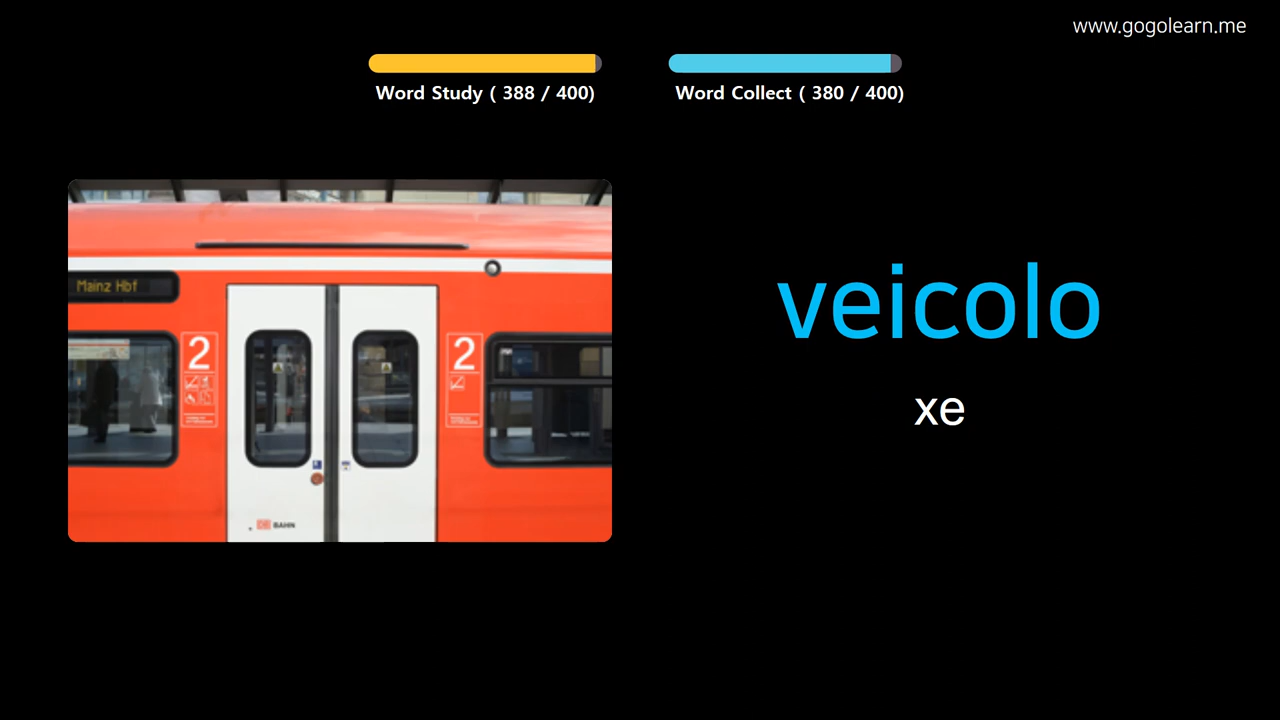 www.gogolearn.me
Word Study ( 388 / 400)
Word Collect ( 380 / 400)
Mainz Hbf
2
2
DB BAHN
veicolo
xe